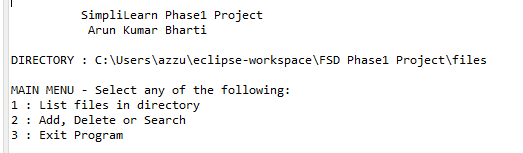 SimpliLearn Phase1 Project
Arun Kumar Bharti
DIRECTORY : C:\Users\azzu\eclipse-workspace\FSD Phase1 Project\files
MAIN MENU - Select any of the following:
1 : List files in directory
2 : Add, Delete or Search
3 : Exit Program